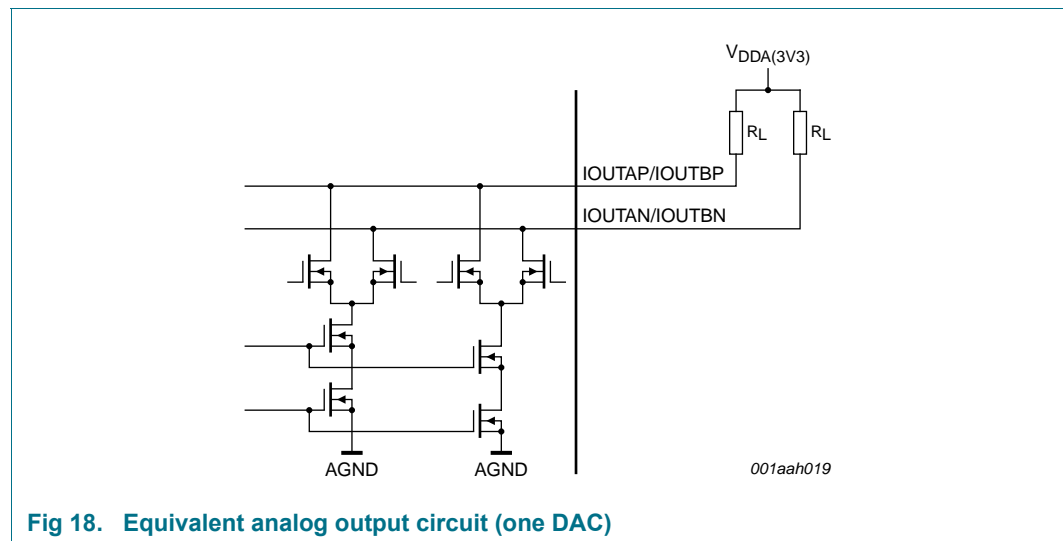 VDDA(3V3)
RL
RL
IOUTAP/IOUTBP
IOUTAN/IOUTBN
AGND
AGND
001aah019
Fig 18. Equivalent analog output circuit (one DAC)